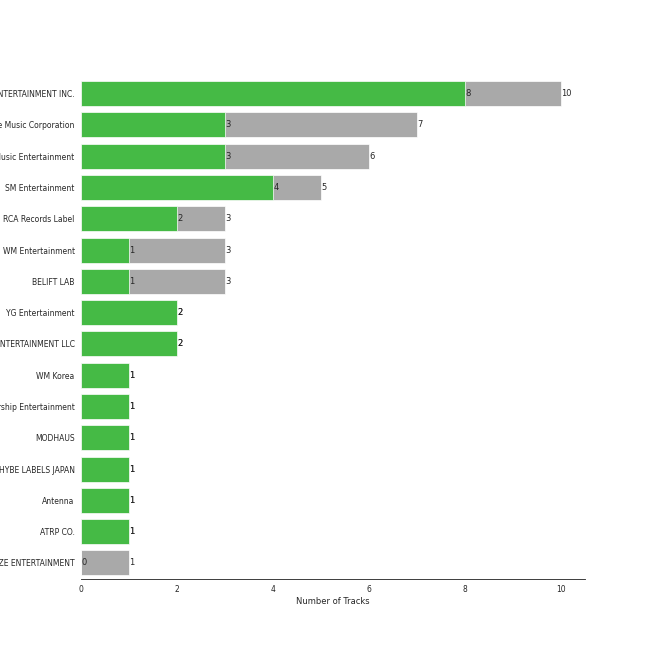 NTERTAINMENT INC. 8 10
e Music Corporation 3 7
usic Entertainment 3 6
SM Entertainment 4 5
RCA Records Label 2 3
WM Entertainment 1 3
BELIFT LAB 1 3
YG Entertainment 2
NTERTAINMENT LLC 2
WM Korea 1
rship Entertainment 1
MODHAUS 1
HYBE LABELS JAPAN 1
Antenna 1
ATRP CO. 1
ZE ENTERTAINMENT 0 1
0 2 4 6 8 10
Number of Tracks